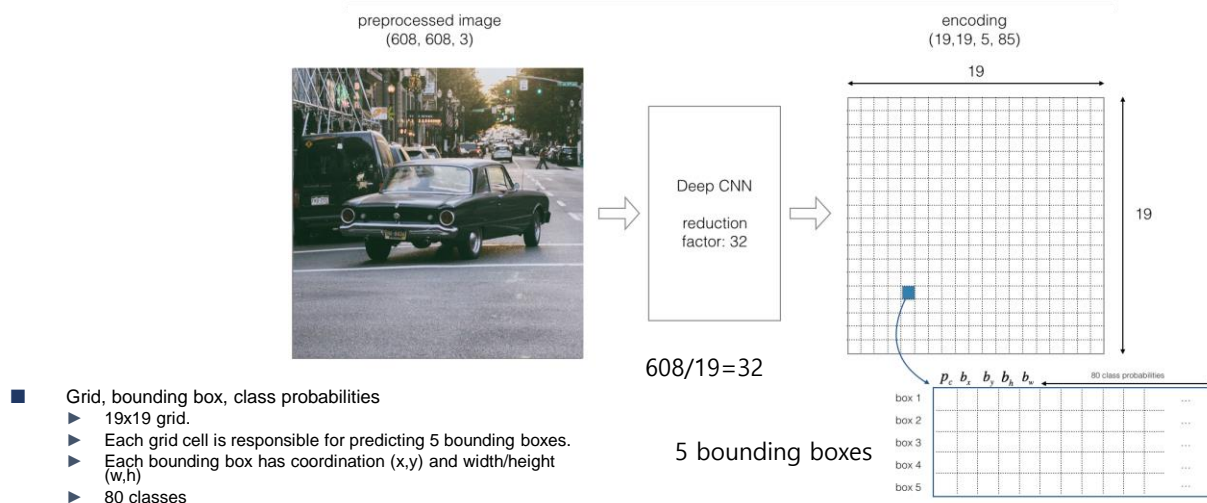 preprocessed image
(608, 608, 3)
encoding
(19,19, 5, 85)
19
Deep CNN
reduction
factor: 32
19
608/19=32
p_c b_x b_y b_h b_w
80 class probabilities
box 1 ...
box 2 ...
box 3 ...
box 4 ...
box 5 ...
5 bounding boxes
■ Grid, bounding box, class probabilities
► 19x19 grid.
► Each grid cell is responsible for predicting 5 bounding boxes.
► Each bounding box has coordination (x,y) and width/height
(w,h)
► 80 classes